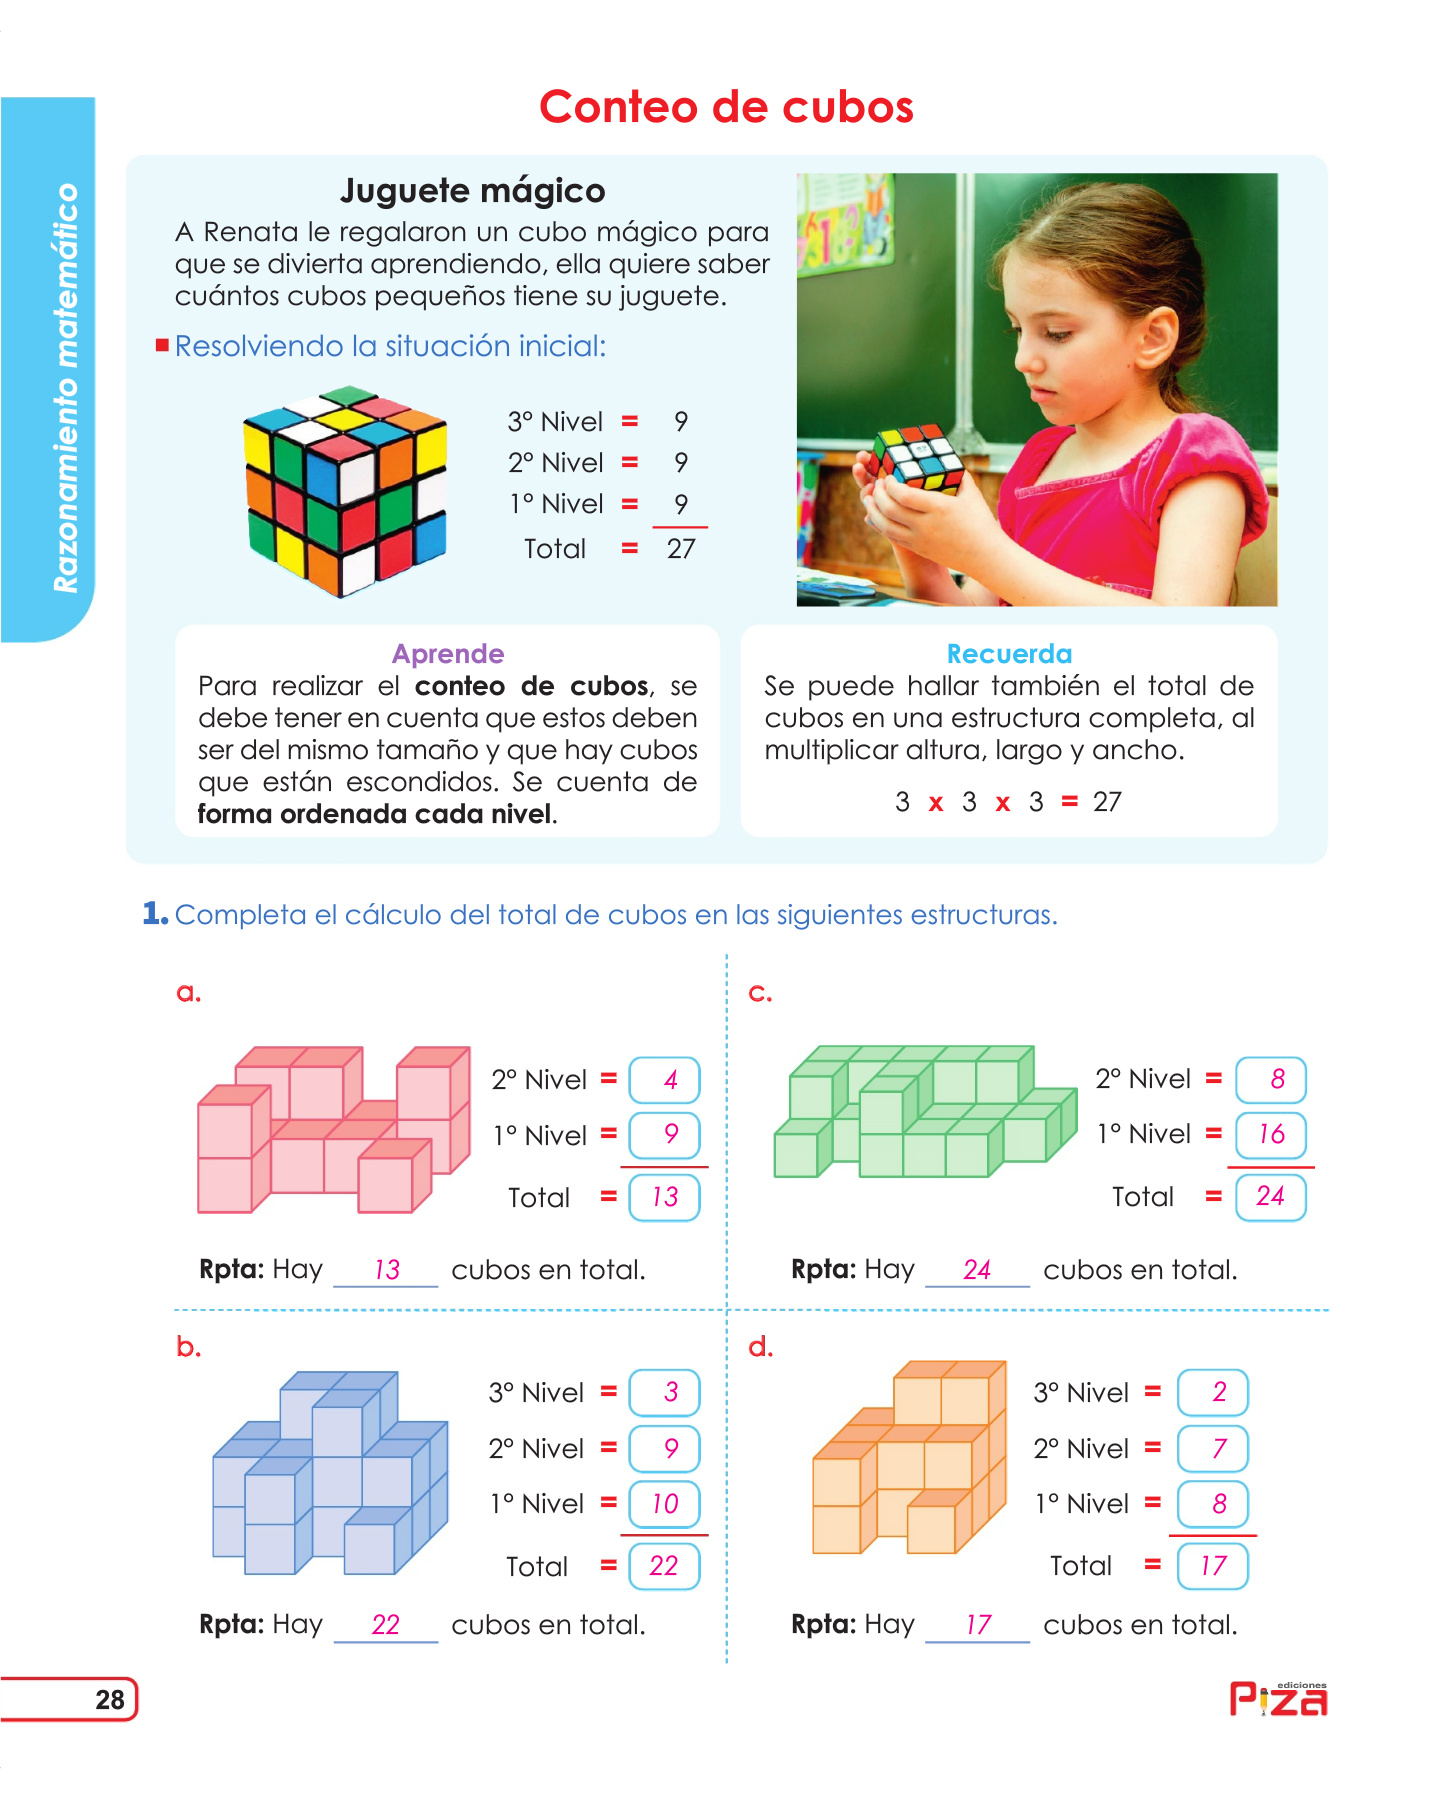 Conteo de cubos
Razonamiento matemático
Juguete mágico
A Renata le regalaron un cubo mágico para
que se divierta aprendiendo, ella quiere saber
cuántos cubos pequeños tiene su juguete.
Resolviendo la situación inicial:
3° Nivel = 9
2° Nivel = 9
1° Nivel = 9
Total = 27
Aprende
Para realizar el conteo de cubos, se
debe tener en cuenta que estos deben
ser del mismo tamaño y que hay cubos
que están escondidos. Se cuenta de
forma ordenada cada nivel.
Recuerda
Se puede hallar también el total de
cubos en una estructura completa, al
multiplicar altura, largo y ancho.
3 x 3 x 3 = 27
1. Completa el cálculo del total de cubos en las siguientes estructuras.
a.
2° Nivel = 4
1° Nivel = 9
Total = 13
Rpta: Hay 13 cubos en total.
c.
2° Nivel = 8
1° Nivel = 16
Total = 24
Rpta: Hay 24 cubos en total.
b.
3° Nivel = 3
2° Nivel = 9
1° Nivel = 10
Total = 22
Rpta: Hay 22 cubos en total.
d.
3° Nivel = 2
2° Nivel = 7
1° Nivel = 8
Total = 17
Rpta: Hay 17 cubos en total.
28
ediciones
Piza